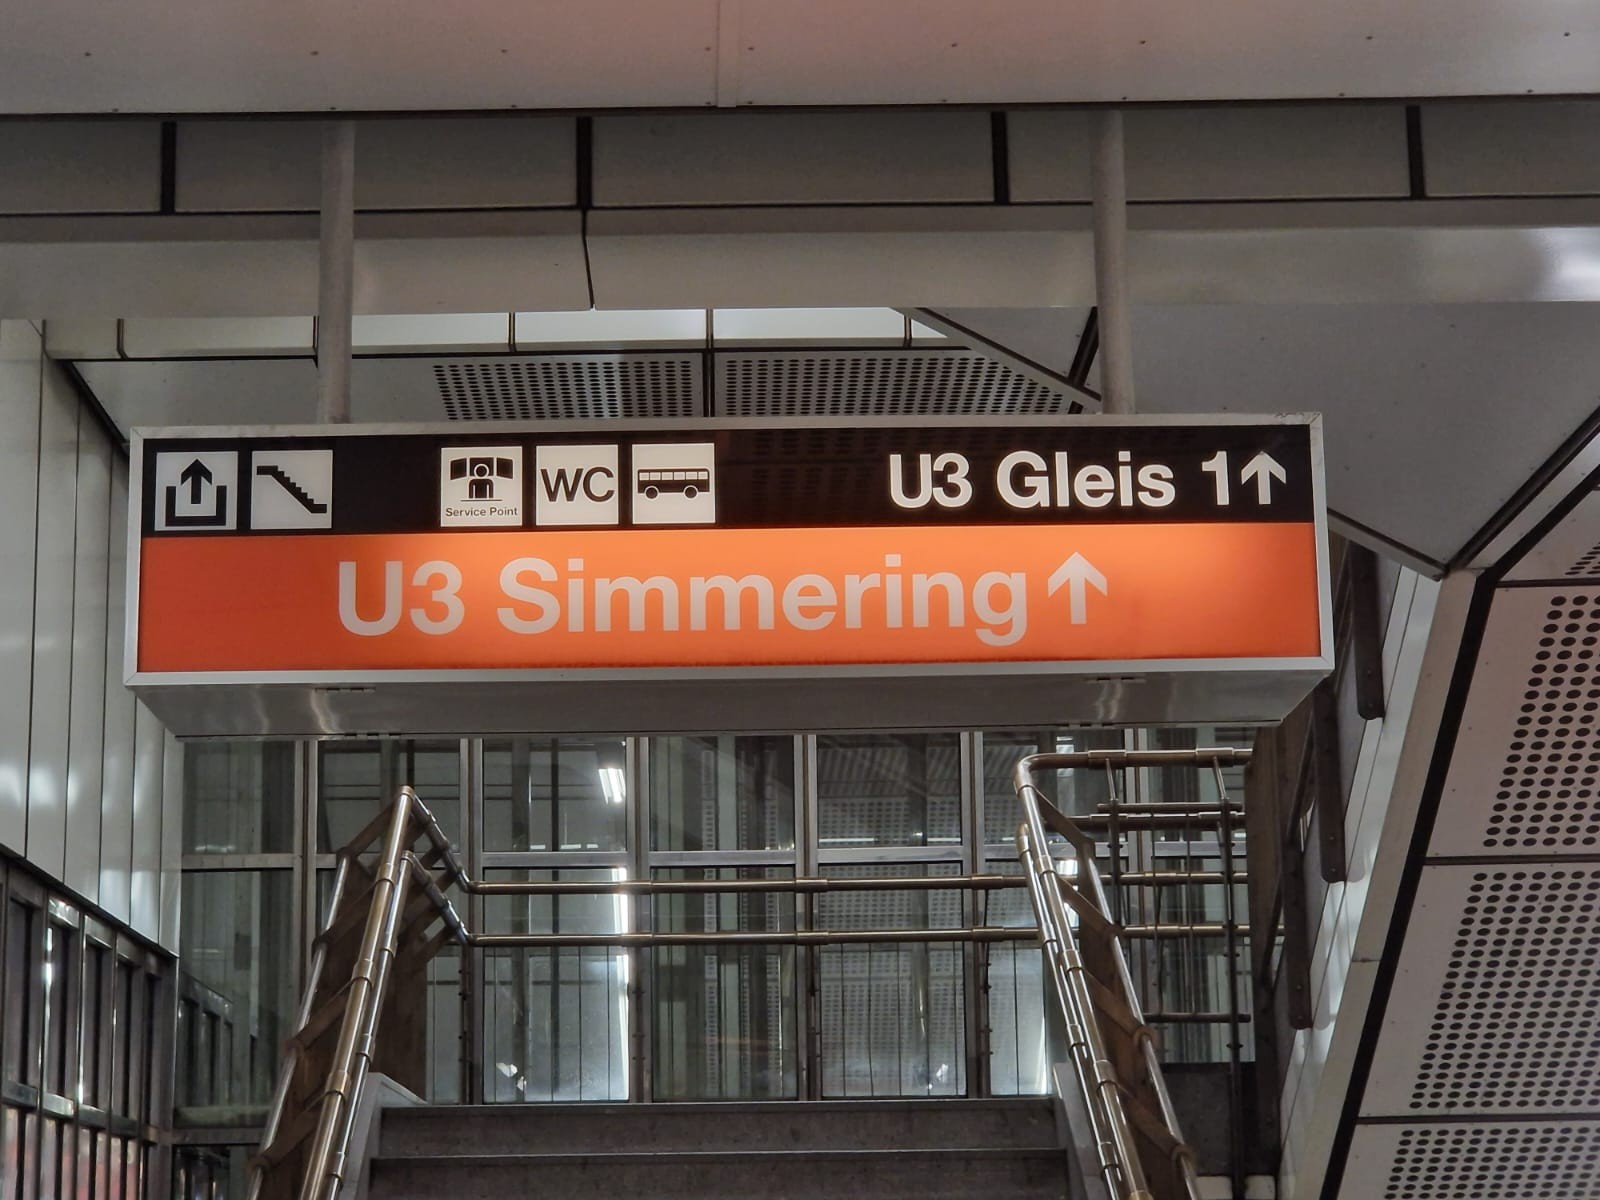 Service Point
WC
U3 Gleis 1↑
U3 Simmering↑